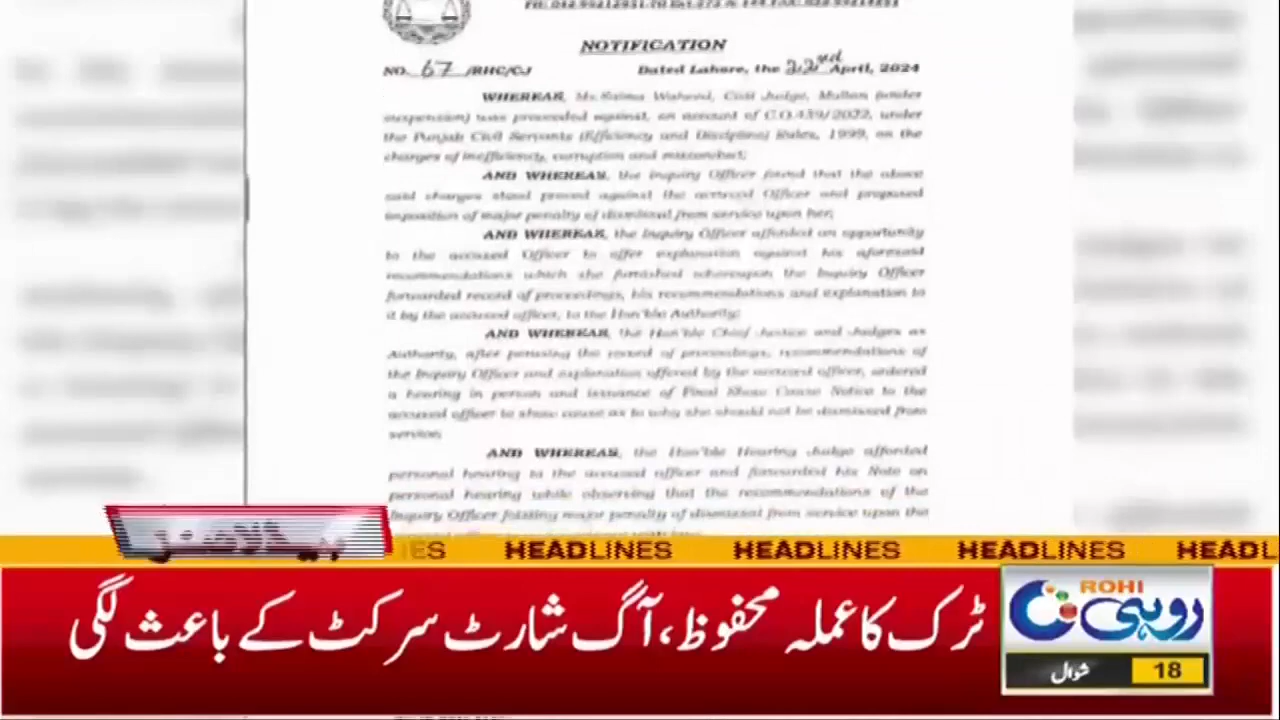 NOTIFICATION
NO. 67 /RHC/CJ Dated Lahore, the 22nd April, 2024
WHEREAS, Ms. Saima Waheed, Civil Judge, Multan (under
suspension) was proceeded against, on account of C.O.439/2022, under
the Punjab Civil Servants (Efficiency and Discipline) Rules, 1999, on the
charges of inefficiency, corruption and misconduct;
AND WHEREAS, the Inquiry Officer found that the above
said charges stand proved against the accused Officer and proposed
imposition of major penalty of dismissal from service upon her;
AND WHEREAS, the Inquiry Officer afforded an opportunity
to the accused Officer to offer explanation against his aforesaid
recommendations which she furnished whereupon the Inquiry Officer
forwarded record of proceedings, his recommendations and explanation to
it by the accused officer, to the Hon'ble Authority;
AND WHEREAS, the Hon'ble Chief Justice and Judges as
Authority, after perusing the record of proceedings, recommendations of
the Inquiry Officer and explanation offered by the accused officer, ordered
a hearing in person and issuance of Final Show Cause Notice to the
accused officer to show cause as to why she should not be dismissed from
service;
AND WHEREAS, the Hon'ble Hearing Judge afforded
personal hearing to the accused officer and forwarded his Note on
personal hearing while observing that the recommendations of the
Inquiry Officer foisting major penalty of dismissal from service upon the
ہیڈلائنز
IES HEADLINES HEADLINES HEADLINES HEADL
ٹرک کا عملہ محفوظ، آگ شارٹ سرکٹ کے باعث لگی
ROHI
روہی
شوال 18